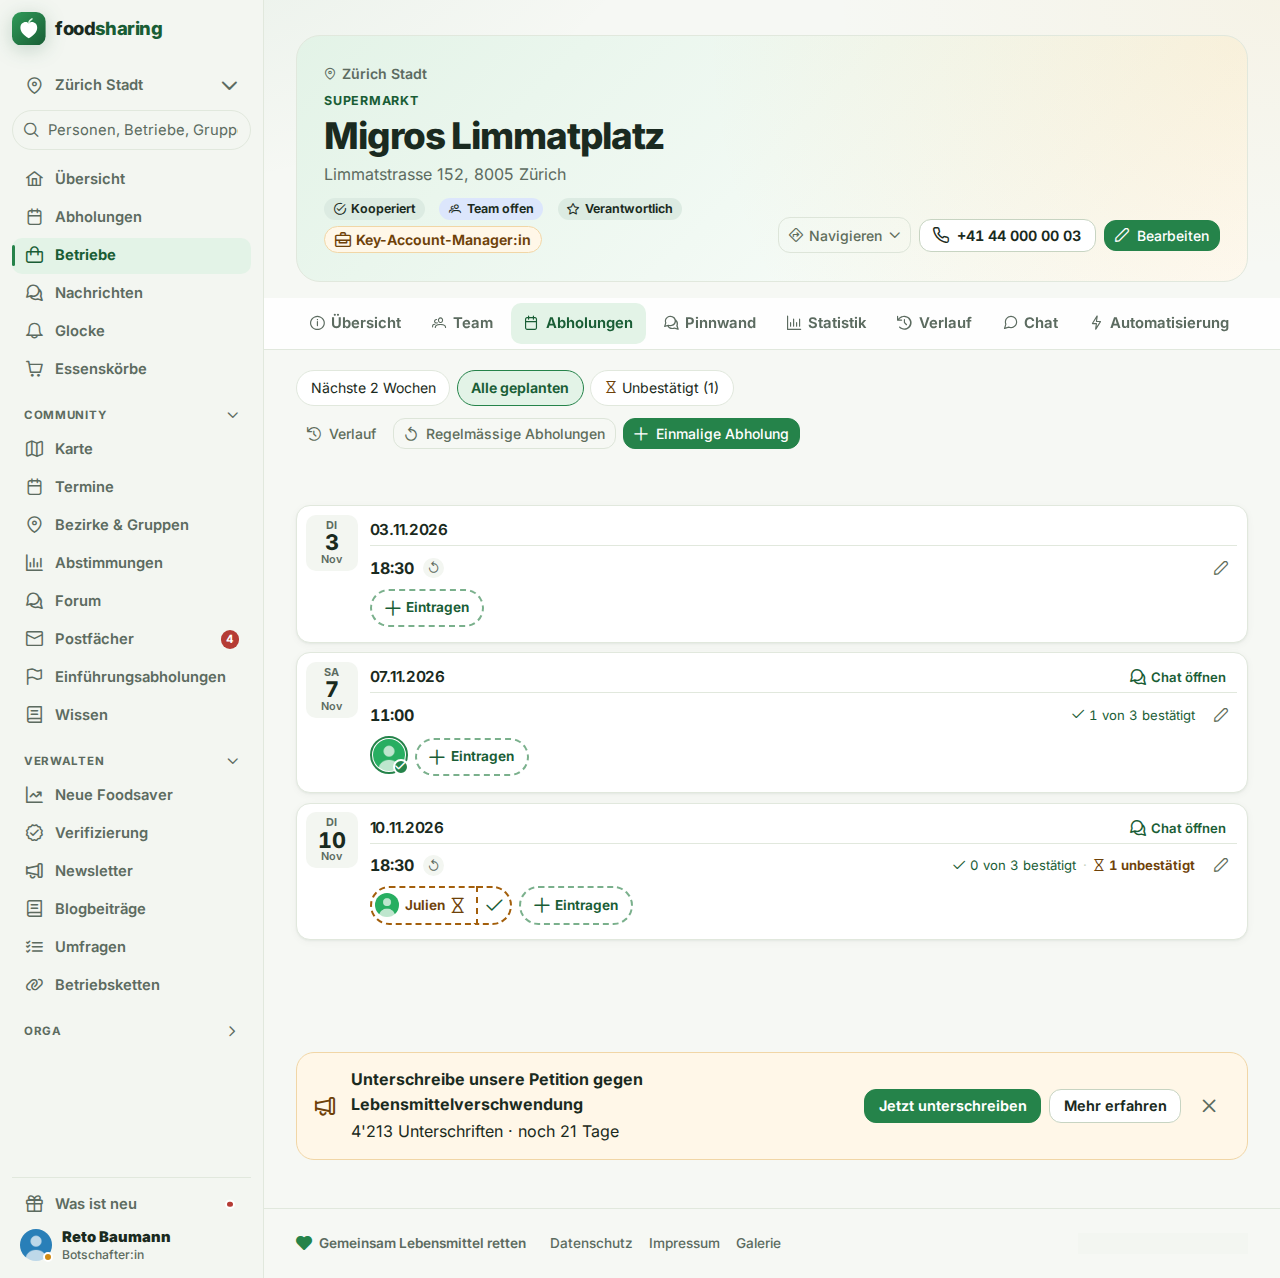 foodsharing
Zürich Stadt
Personen, Betriebe, Grupp
Übersicht
Abholungen
Betriebe
Nachrichten
Glocke
Essenskörbe
COMMUNITY
Karte
Termine
Bezirke & Gruppen
Abstimmungen
Forum
Postfächer 4
Einführungsabholungen
Wissen
VERWALTEN
Neue Foodsaver
Verifizierung
Newsletter
Blogbeiträge
Umfragen
Betriebsketten
ORGA
Was ist neu
Reto Baumann
Botschafter:in
Zürich Stadt
SUPERMARKT
Migros Limmatplatz
Limmatstrasse 152, 8005 Zürich
Kooperiert Team offen Verantwortlich
Key-Account-Manager:in
Navigieren +41 44 000 00 03 Bearbeiten
Übersicht Team Abholungen Pinnwand Statistik Verlauf Chat Automatisierung
Nächste 2 Wochen Alle geplanten Unbestätigt (1)
Verlauf Regelmässige Abholungen Einmalige Abholung
DI
3
Nov
03.11.2026
18:30
Eintragen
SA
7
Nov
07.11.2026 Chat öffnen
11:00 1 von 3 bestätigt
Eintragen
DI
10
Nov
10.11.2026 Chat öffnen
18:30 0 von 3 bestätigt · 1 unbestätigt
Julien Eintragen
Unterschreibe unsere Petition gegen
Lebensmittelverschwendung
4'213 Unterschriften · noch 21 Tage
Jetzt unterschreiben Mehr erfahren
Gemeinsam Lebensmittel retten Datenschutz Impressum Galerie